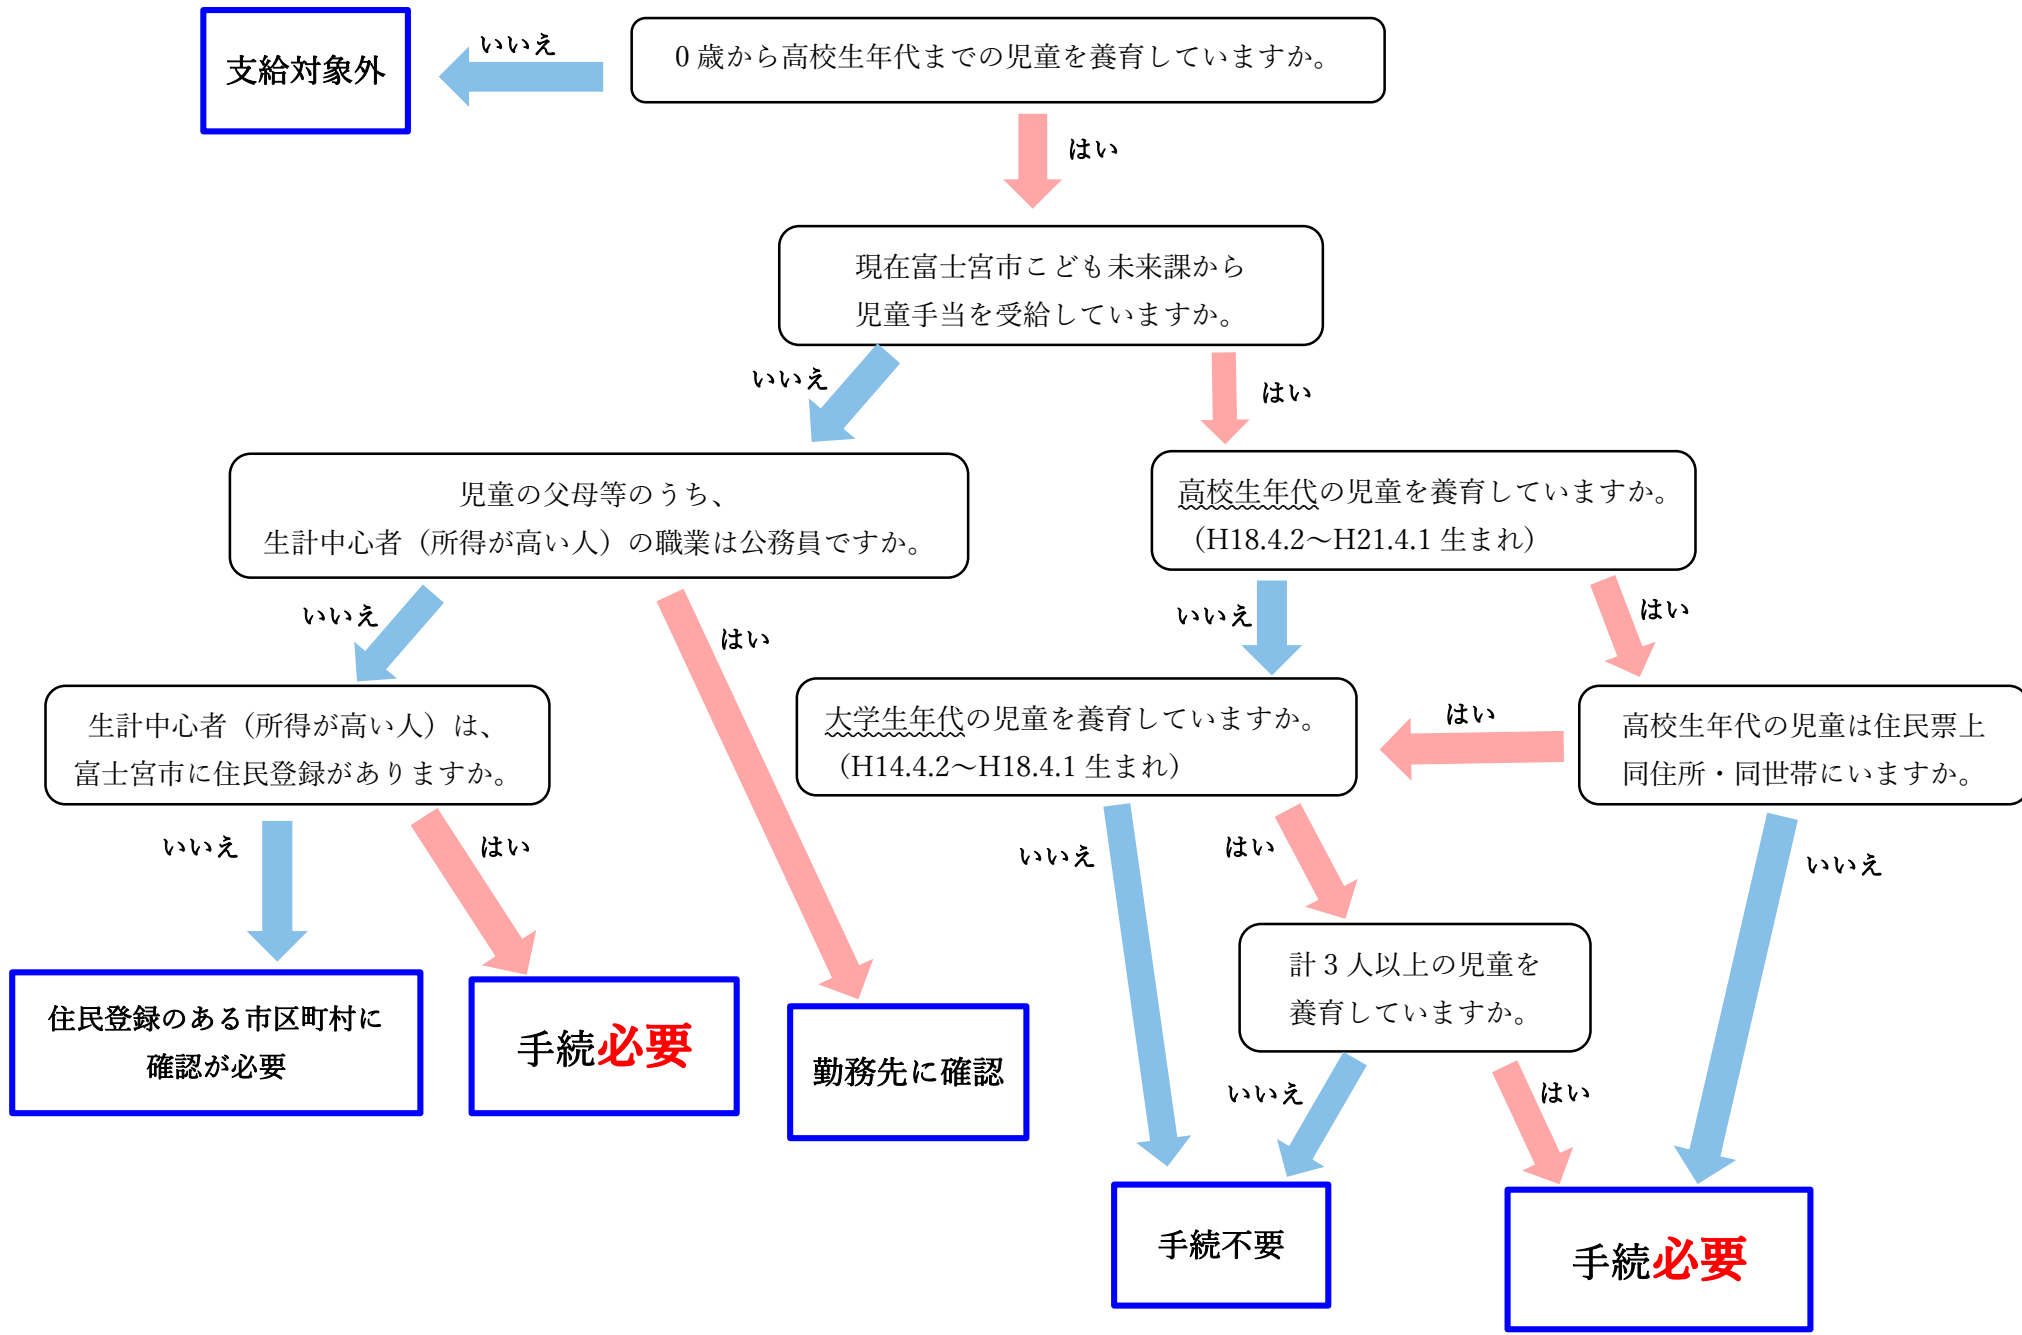 支給対象外
いいえ
0歳から高校生年代までの児童を養育していますか。
はい
現在富士宮市こども未来課から
児童手当を受給していますか。
いいえ
はい
児童の父母等のうち、
生計中心者（所得が高い人）の職業は公務員ですか。
高校生年代の児童を養育していますか。
（H18.4.2～H21.4.1 生まれ）
いいえ
はい
いいえ
はい
生計中心者（所得が高い人）は、
富士宮市に住民登録がありますか。
大学生年代の児童を養育していますか。
（H14.4.2～H18.4.1 生まれ）
はい
高校生年代の児童は住民票上
同住所・同世帯にいますか。
いいえ
はい
いいえ
はい
いいえ
計3人以上の児童を
養育していますか。
住民登録のある市区町村に
確認が必要
手続必要
勤務先に確認
いいえ
はい
手続不要
手続必要